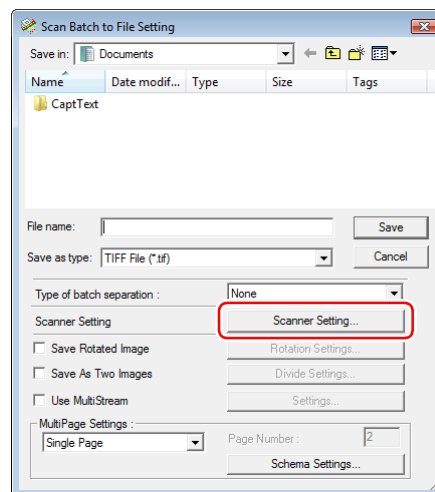 Scan Batch to File Setting
Save in: Documents
Name Date modif... Type Size Tags
CaptText
File name: Save
Save as type: TIFF File (*.tif) Cancel
Type of batch separation : None
Scanner Setting Scanner Setting...
Save Rotated Image Rotation Settings...
Save As Two Images Divide Settings...
Use MultiStream Settings...
MultiPage Settings :
Single Page Page Number : 2
Schema Settings...